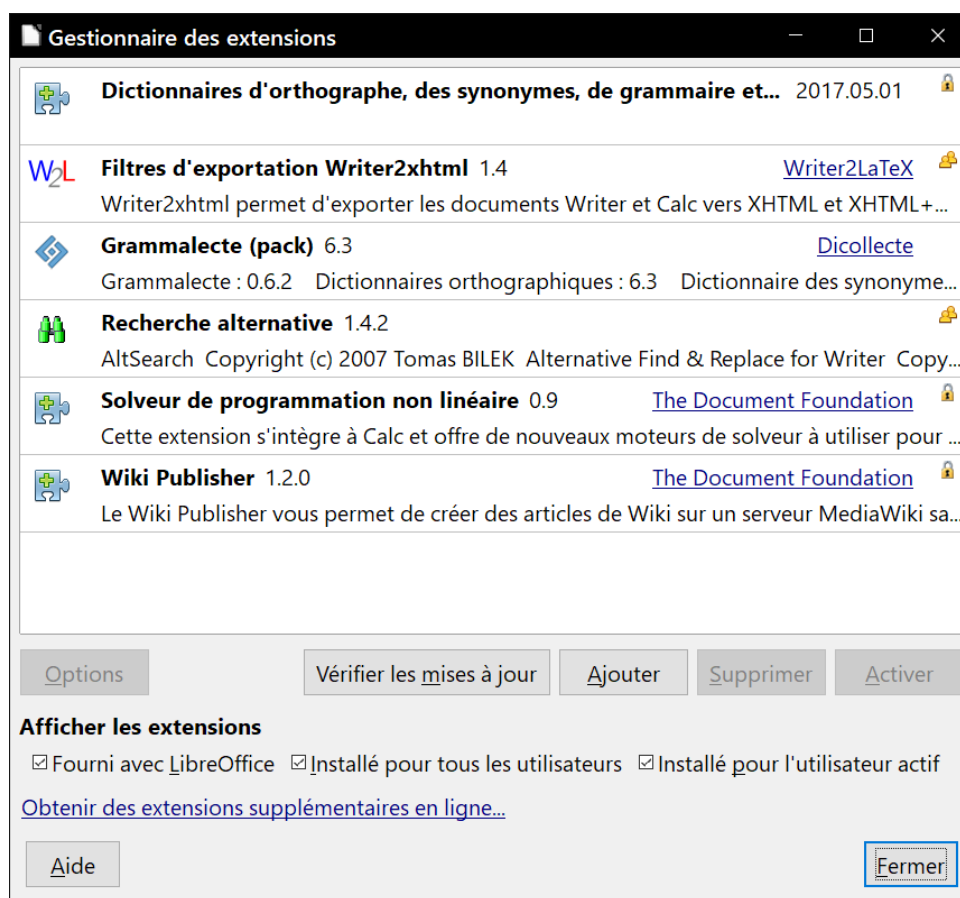 Gestionnaire des extensions
Dictionnaires d'orthographe, des synonymes, de grammaire et... 2017.05.01
W2L Filtres d'exportation Writer2xhtml 1.4 Writer2LaTeX
Writer2xhtml permet d'exporter les documents Writer et Calc vers XHTML et XHTML+...
Grammalecte (pack) 6.3 Dicollecte
Grammalecte : 0.6.2 Dictionnaires orthographiques : 6.3 Dictionnaire des synonyme...
Recherche alternative 1.4.2
AltSearch Copyright (c) 2007 Tomas BILEK Alternative Find & Replace for Writer Copy...
Solveur de programmation non linéaire 0.9 The Document Foundation
Cette extension s'intègre à Calc et offre de nouveaux moteurs de solveur à utiliser pour ...
Wiki Publisher 1.2.0 The Document Foundation
Le Wiki Publisher vous permet de créer des articles de Wiki sur un serveur MediaWiki sa...
Options Vérifier les mises à jour Ajouter Supprimer Activer
Afficher les extensions
Fourni avec LibreOffice Installé pour tous les utilisateurs Installé pour l'utilisateur actif
Obtenir des extensions supplémentaires en ligne...
Aide Fermer